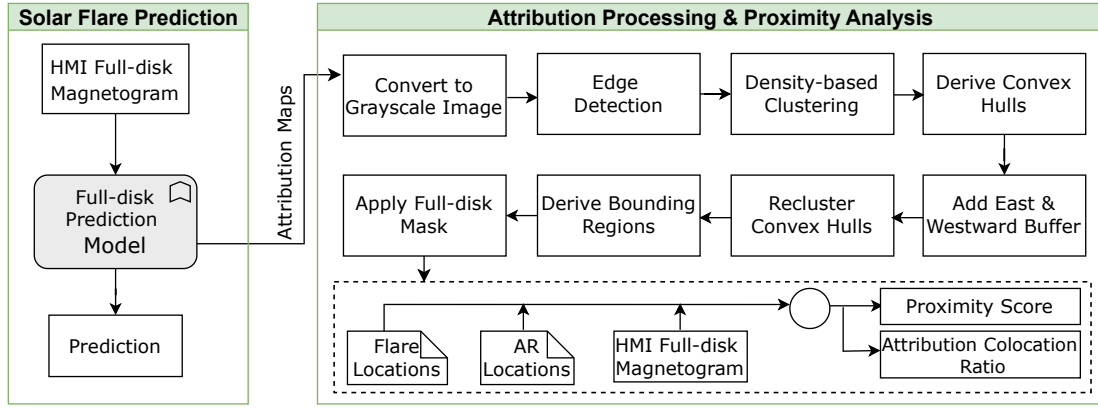 Solar Flare Prediction
HMI Full-disk
Magnetogram
Full-disk
Prediction
Model
Prediction
Attribution Maps
Attribution Processing & Proximity Analysis
Convert to
Grayscale Image
Edge
Detection
Density-based
Clustering
Derive Convex
Hulls
Add East &
Westward Buffer
Recluster
Convex Hulls
Derive Bounding
Regions
Apply Full-disk
Mask
Flare
Locations
AR
Locations
HMI Full-disk
Magnetogram
Proximity Score
Attribution Colocation
Ratio